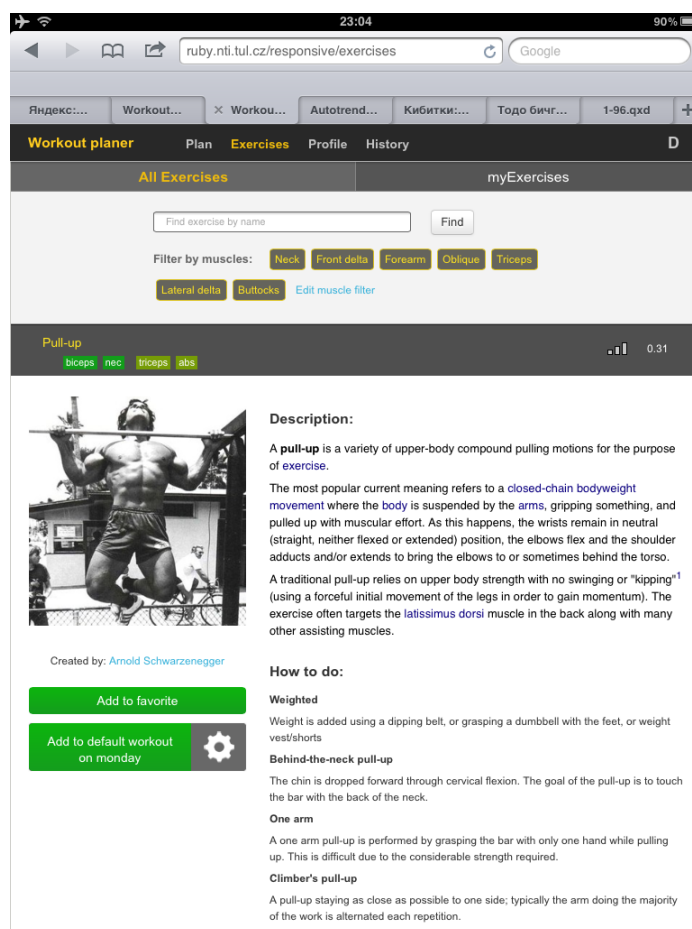 23:04
90%
ruby.nti.tul.cz/responsive/exercises
Google
Яндекс:...
Workout...
× Workou...
Autotrend...
Кибитки:...
Тодо бичг...
1-96.qxd
+
Workout planer
Plan
Exercises
Profile
History
D
All Exercises
myExercises
Find exercise by name
Find
Filter by muscles:
Neck
Front delta
Forearm
Oblique
Triceps
Lateral delta
Buttocks
Edit muscle filter
Pull-up
biceps
nec
triceps
abs
0.31
Description:
A pull-up is a variety of upper-body compound pulling motions for the purpose
of exercise.
The most popular current meaning refers to a closed-chain bodyweight
movement where the body is suspended by the arms, gripping something, and
pulled up with muscular effort. As this happens, the wrists remain in neutral
(straight, neither flexed or extended) position, the elbows flex and the shoulder
adducts and/or extends to bring the elbows to or sometimes behind the torso.
A traditional pull-up relies on upper body strength with no swinging or "kipping"1
(using a forceful initial movement of the legs in order to gain momentum). The
exercise often targets the latissimus dorsi muscle in the back along with many
other assisting muscles.
Created by: Arnold Schwarzenegger
Add to favorite
Add to default workout
on monday
How to do:
Weighted
Weight is added using a dipping belt, or grasping a dumbbell with the feet, or weight
vest/shorts
Behind-the-neck pull-up
The chin is dropped forward through cervical flexion. The goal of the pull-up is to touch
the bar with the back of the neck.
One arm
A one arm pull-up is performed by grasping the bar with only one hand while pulling
up. This is difficult due to the considerable strength required.
Climber's pull-up
A pull-up staying as close as possible to one side; typically the arm doing the majority
of the work is alternated each repetition.